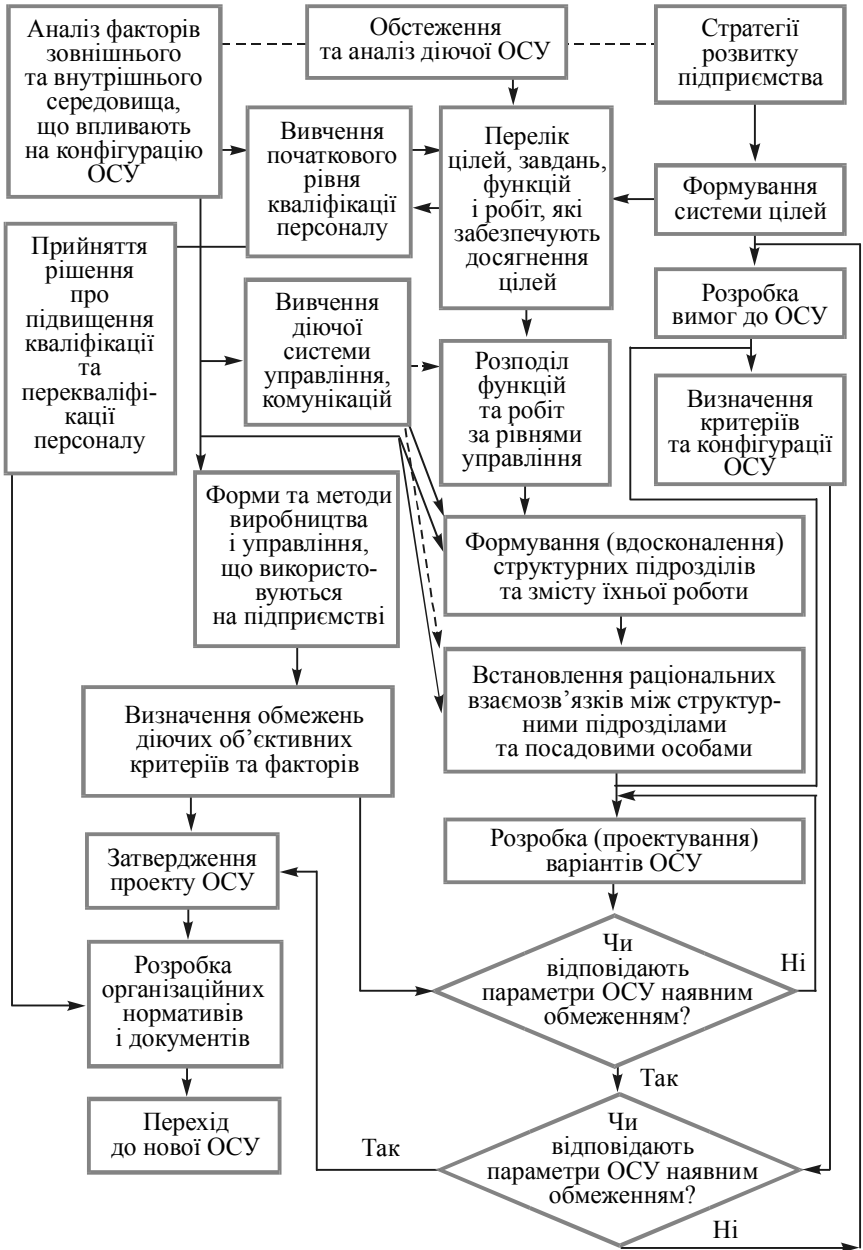 Аналіз факторів
зовнішнього
та внутрішнього
середовища,
що впливають
на конфігурацію
ОСУ
Обстеження
та аналіз діючої ОСУ
Стратегії
розвитку
підприємства
Вивчення
початкового
рівня
кваліфікації
персоналу
Перелік
цілей, завдань,
функцій
і робіт, які
забезпечують
досягнення
цілей
Формування
системи цілей
Прийняття
рішення
про
підвищення
кваліфікації
та
перекваліфі-
кації
персоналу
Вивчення
діючої
системи
управління,
комунікацій
Розробка
вимог до ОСУ
Розподіл
функцій
та робіт
за рівнями
управління
Визначення
критеріїв
та конфігурації
ОСУ
Форми та методи
виробництва
і управління,
що використо-
вуються
на підприємстві
Формування (вдосконалення)
структурних підрозділів
та змісту їхньої роботи
Встановлення раціональних
взаємозв'язків між структур-
ними підрозділами
та посадовими особами
Визначення обмежень
діючих об’єктивних
критеріїв та факторів
Розробка (проектування)
варіантів ОСУ
Затвердження
проекту ОСУ
Чи
відповідають
параметри ОСУ наявним
обмеженням?
Ні
Розробка
організаційних
нормативів
і документів
Так
Перехід
до нової ОСУ
Чи
відповідають
параметри ОСУ наявним
обмеженням?
Так
Ні